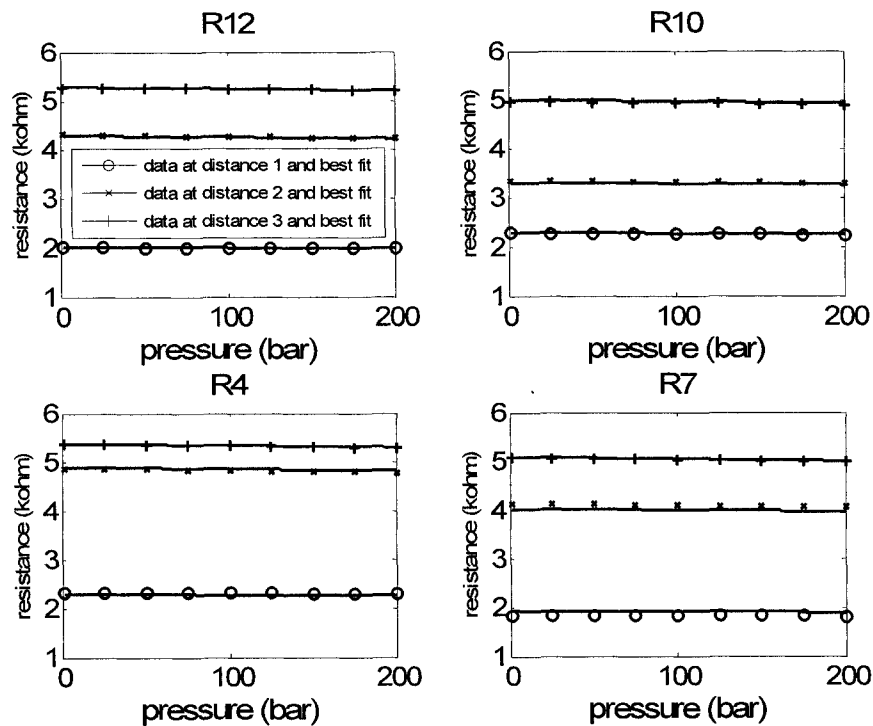 R12
6
5
4
3
2
1
resistance (kohm)
data at distance 1 and best fit
data at distance 2 and best fit
data at distance 3 and best fit
0 100 200
pressure (bar)
R10
6
5
4
3
2
1
resistance (kohm)
0 100 200
pressure (bar)
R4
6
5
4
3
2
1
resistance (kohm)
0 100 200
pressure (bar)
R7
6
5
4
3
2
1
resistance (kohm)
0 100 200
pressure (bar)